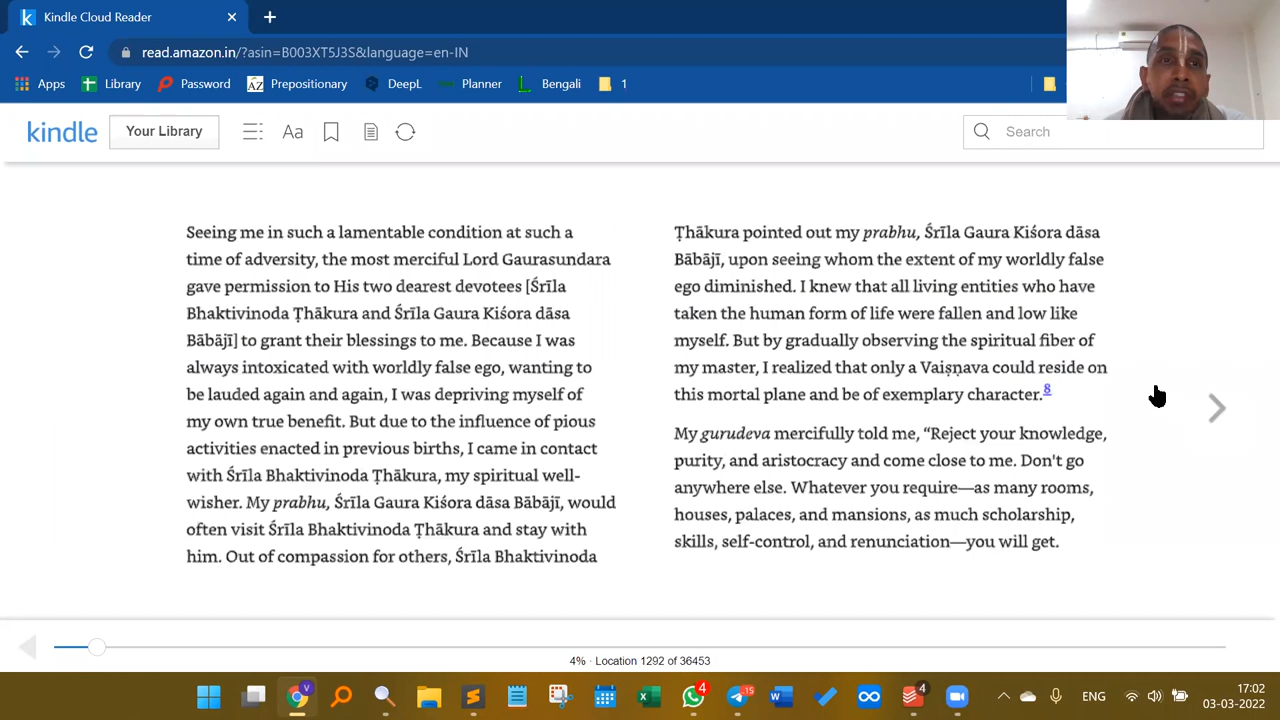 Kindle Cloud Reader
read.amazon.in/?asin=B003XT5J3S&language=en-IN
Apps Library Password AZ Prepositionary DeepL Planner Bengali 1
kindle Your Library Aa Search
Seeing me in such a lamentable condition at such a
time of adversity, the most merciful Lord Gaurasundara
gave permission to His two dearest devotees [Śrīla
Bhaktivinoda Ṭhākura and Śrīla Gaura Kiśora dāsa
Bābājī] to grant their blessings to me. Because I was
always intoxicated with worldly false ego, wanting to
be lauded again and again, I was depriving myself of
my own true benefit. But due to the influence of pious
activities enacted in previous births, I came in contact
with Śrīla Bhaktivinoda Ṭhākura, my spiritual well-
wisher. My prabhu, Śrīla Gaura Kiśora dāsa Bābājī, would
often visit Śrīla Bhaktivinoda Ṭhākura and stay with
him. Out of compassion for others, Śrīla Bhaktivinoda
Ṭhākura pointed out my prabhu, Śrīla Gaura Kiśora dāsa
Bābājī, upon seeing whom the extent of my worldly false
ego diminished. I knew that all living entities who have
taken the human form of life were fallen and low like
myself. But by gradually observing the spiritual fiber of
my master, I realized that only a Vaiṣṇava could reside on
this mortal plane and be of exemplary character.8
My gurudeva mercifully told me, “Reject your knowledge,
purity, and aristocracy and come close to me. Don't go
anywhere else. Whatever you require—as many rooms,
houses, palaces, and mansions, as much scholarship,
skills, self-control, and renunciation—you will get.
4% · Location 1292 of 36453
V 4 15 4 ENG 17:02
03-03-2022